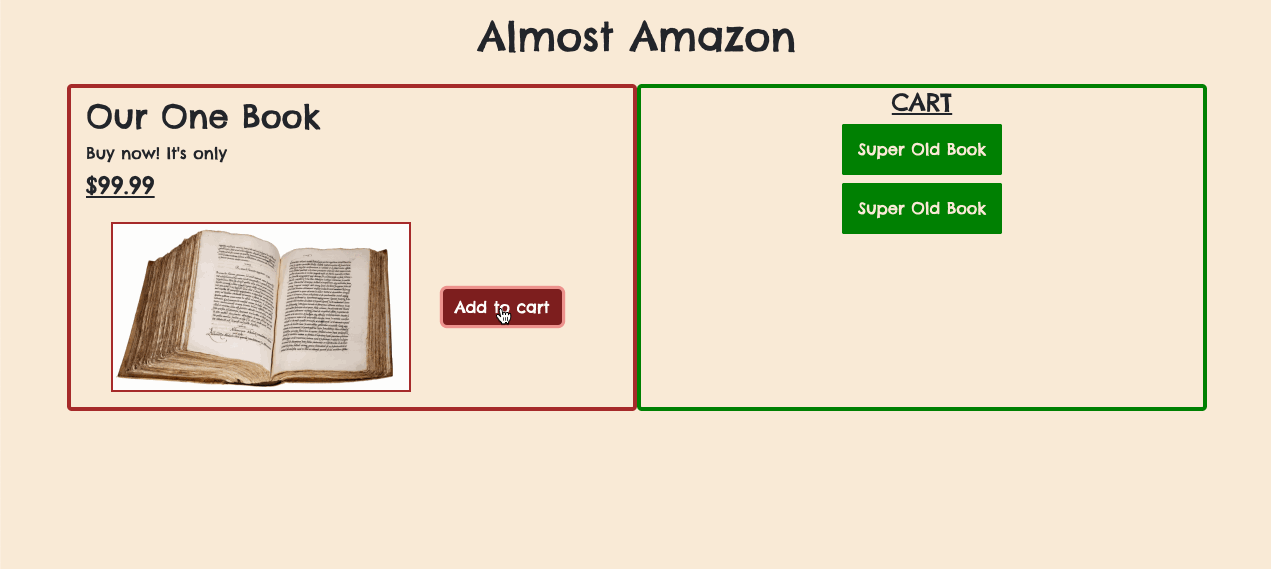 Almost Amazon
Our One Book
Buy now! It's only
$99.99
Add to cart
CART
Super Old Book
Super Old Book